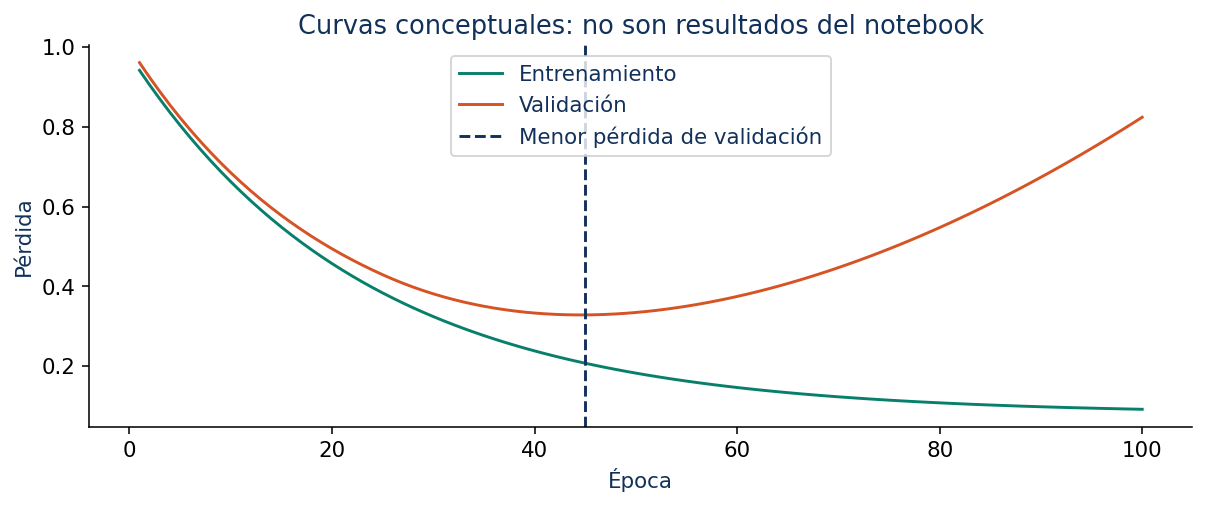 Curvas conceptuales: no son resultados del notebook
Entrenamiento
Validación
Menor pérdida de validación
Pérdida
1.0
0.8
0.6
0.4
0.2
0 20 40 60 80 100
Época